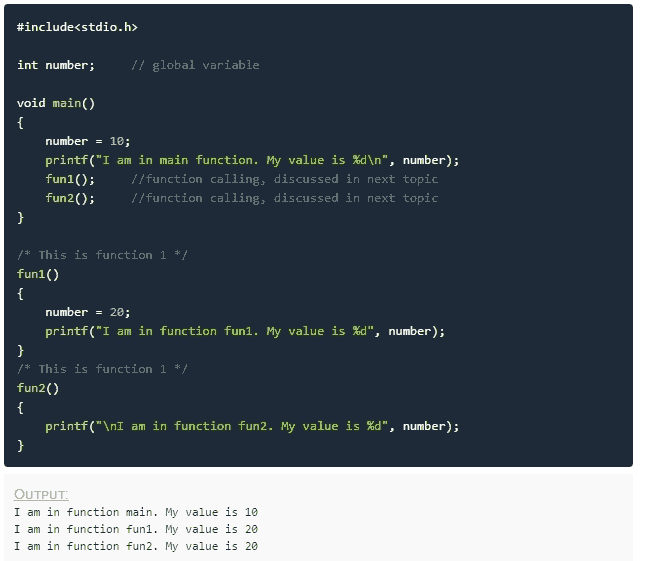 #include<stdio.h>
int number;     // global variable
void main()
{
    number = 10;
    printf("I am in main function. My value is %d\n", number);
    fun1();     //function calling, discussed in next topic
    fun2();     //function calling, discussed in next topic
}
/* This is function 1 */
fun1()
{
    number = 20;
    printf("I am in function fun1. My value is %d", number);
}
/* This is function 1 */
fun2()
{
    printf("\nI am in function fun2. My value is %d", number);
}
OUTPUT:
I am in function main. My value is 10
I am in function fun1. My value is 20
I am in function fun2. My value is 20